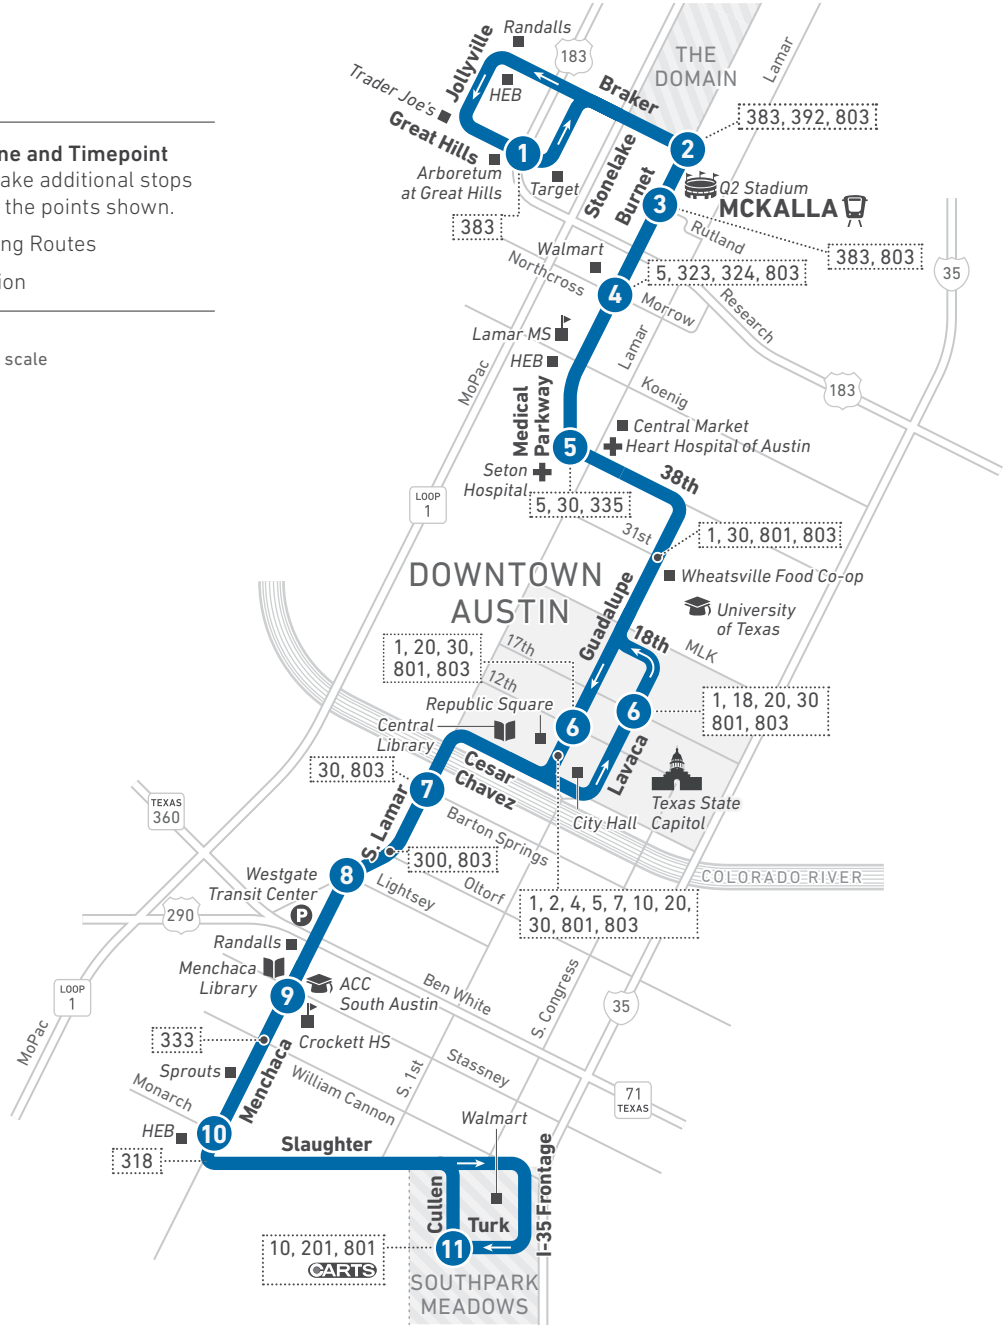 Randalls
183
THE
DOMAIN
Lamar
Jollyville
HEB
Braker
Trader Joe's
Great Hills
383, 392, 803
1
2
Stonelake
Arboretum
at Great Hills
Target
Burnet
Q2 Stadium
MCKALLA
3
383
Rutland
383, 803
ne and Timepoint
ake additional stops
the points shown.
ng Routes
ion
scale
Walmart
Northcross
5, 323, 324, 803
35
4
Morrow
Research
Lamar MS
Lamar
HEB
MoPac
Koenig
183
Medical
Parkway
Central Market
Heart Hospital of Austin
5
Seton
Hospital
38th
LOOP
1
5, 30, 335
31st
1, 30, 801, 803
DOWNTOWN
AUSTIN
Wheatsville Food Co-op
University
of Texas
Guadalupe
18th
MLK
17th
12th
1, 20, 30,
801, 803
Republic Square
6
6
1, 18, 20, 30
801, 803
Central
Library
Cesar
Chavez
Lavaca
30, 803
7
City Hall
Texas State
Capitol
TEXAS
360
S. Lamar
Barton Springs
300, 803
COLORADO RIVER
Westgate
Transit Center
8
Lightsey
Oltorf
P
290
1, 2, 4, 5, 7, 10, 20,
30, 801, 803
Randalls
Menchaca
Library
9
ACC
South Austin
Ben White
S. Congress
LOOP
1
35
MoPac
333
Crockett HS
Menchaca
Sprouts
Monarch
William Cannon
S. 1st
Stassney
71
TEXAS
HEB
10
Walmart
Slaughter
318
I-35 Frontage
Cullen
Turk
10, 201, 801
CARTS
11
SOUTHPARK
MEADOWS